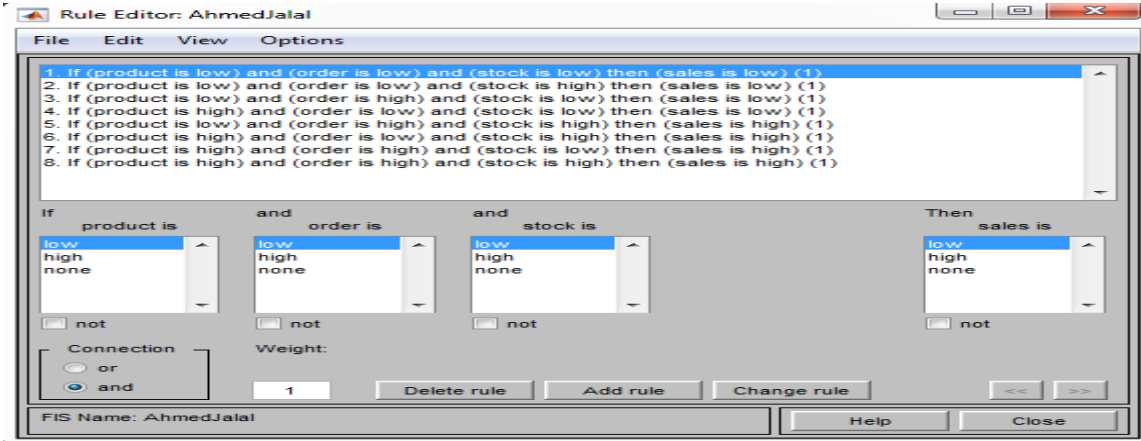 Rule Editor: AhmedJalal
File Edit View Options
1. If (product is low) and (order is low) and (stock is low) then (sales is low) (1)
2. If (product is low) and (order is low) and (stock is high) then (sales is low) (1)
3. If (product is low) and (order is high) and (stock is low) then (sales is low) (1)
4. If (product is high) and (order is low) and (stock is low) then (sales is low) (1)
5. If (product is low) and (order is high) and (stock is high) then (sales is high) (1)
6. If (product is high) and (order is low) and (stock is high) then (sales is high) (1)
7. If (product is high) and (order is high) and (stock is low) then (sales is high) (1)
8. If (product is high) and (order is high) and (stock is high) then (sales is high) (1)
If and and Then
product is order is stock is sales is
low low low low
high high high high
none none none none
not not not not
Connection Weight:
or
and 1 Delete rule Add rule Change rule << >>
FIS Name: AhmedJalal Help Close